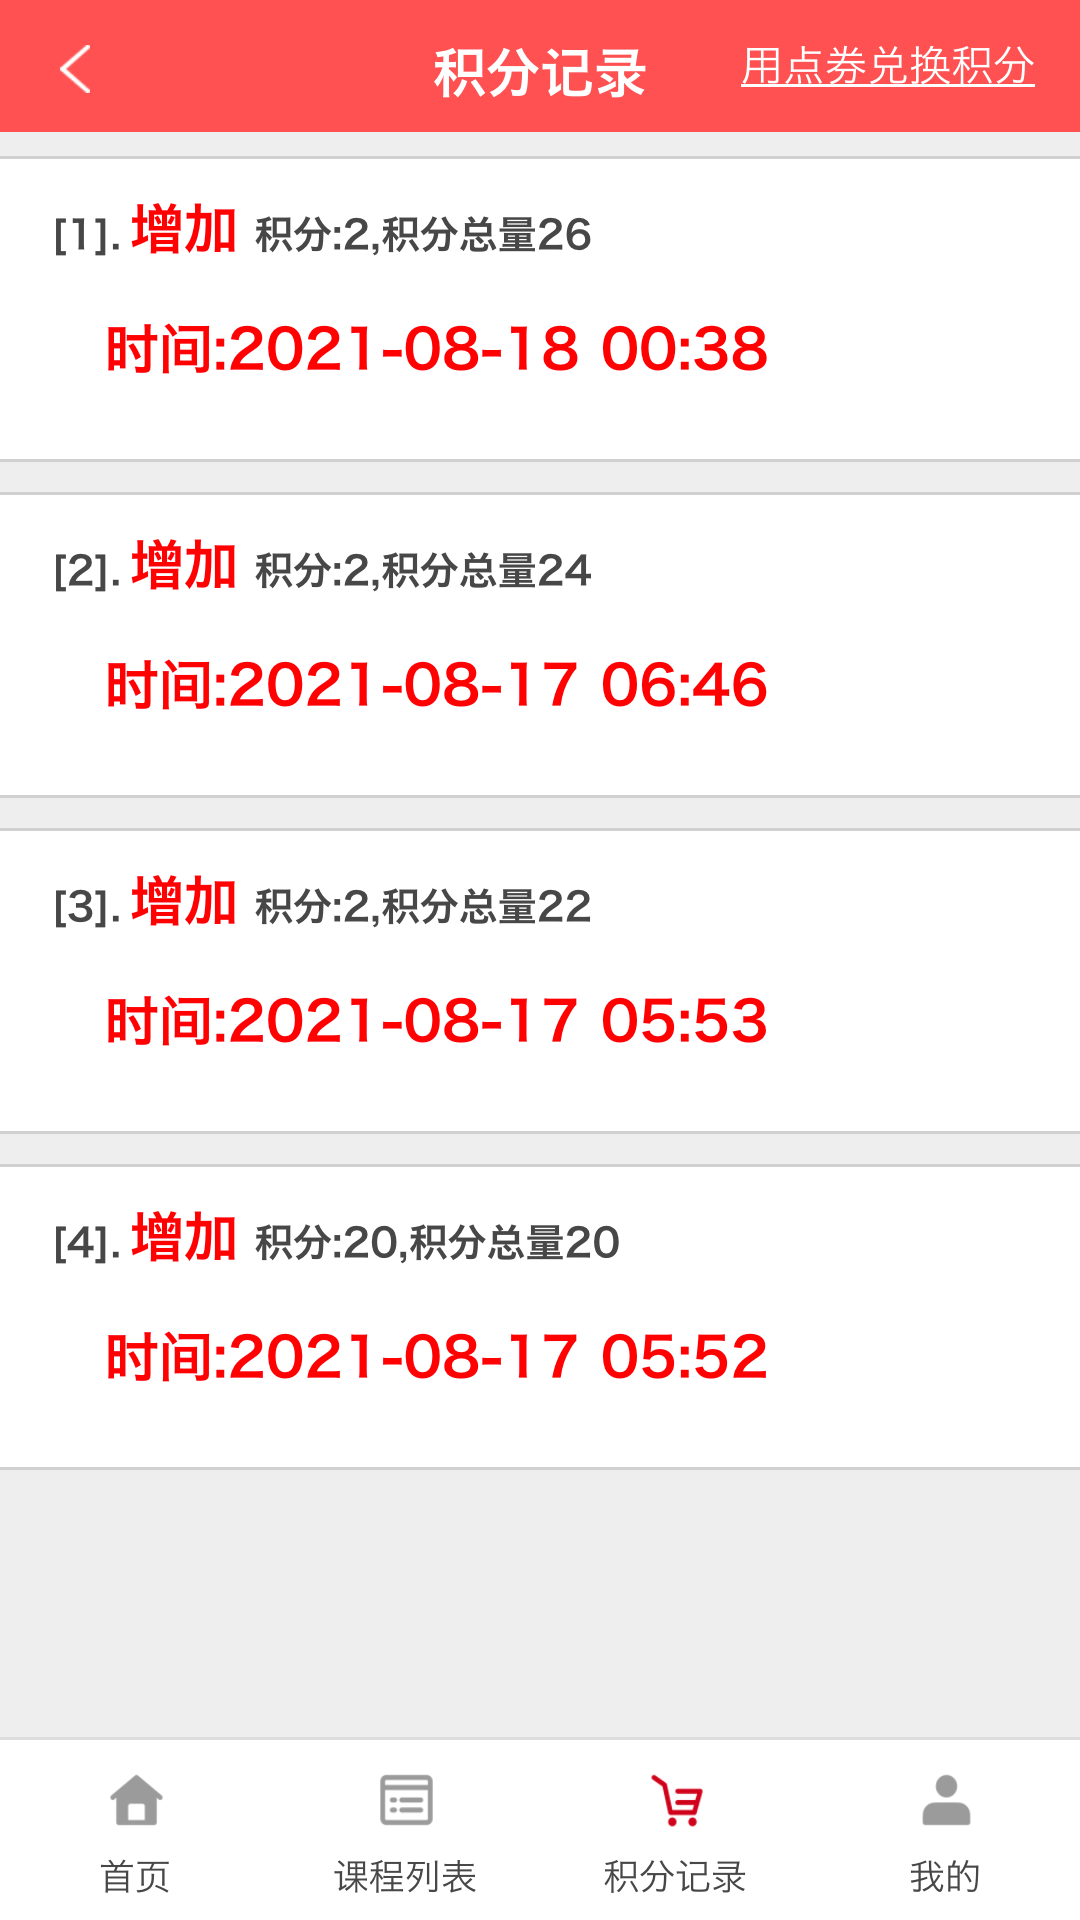 积分记录
用点券兑换积分
[1]. 增加 积分:2,积分总量26
时间:2021-08-18 00:38
[2]. 增加 积分:2,积分总量24
时间:2021-08-17 06:46
[3]. 增加 积分:2,积分总量22
时间:2021-08-17 05:53
[4]. 增加 积分:20,积分总量20
时间:2021-08-17 05:52
首页
课程列表
积分记录
我的